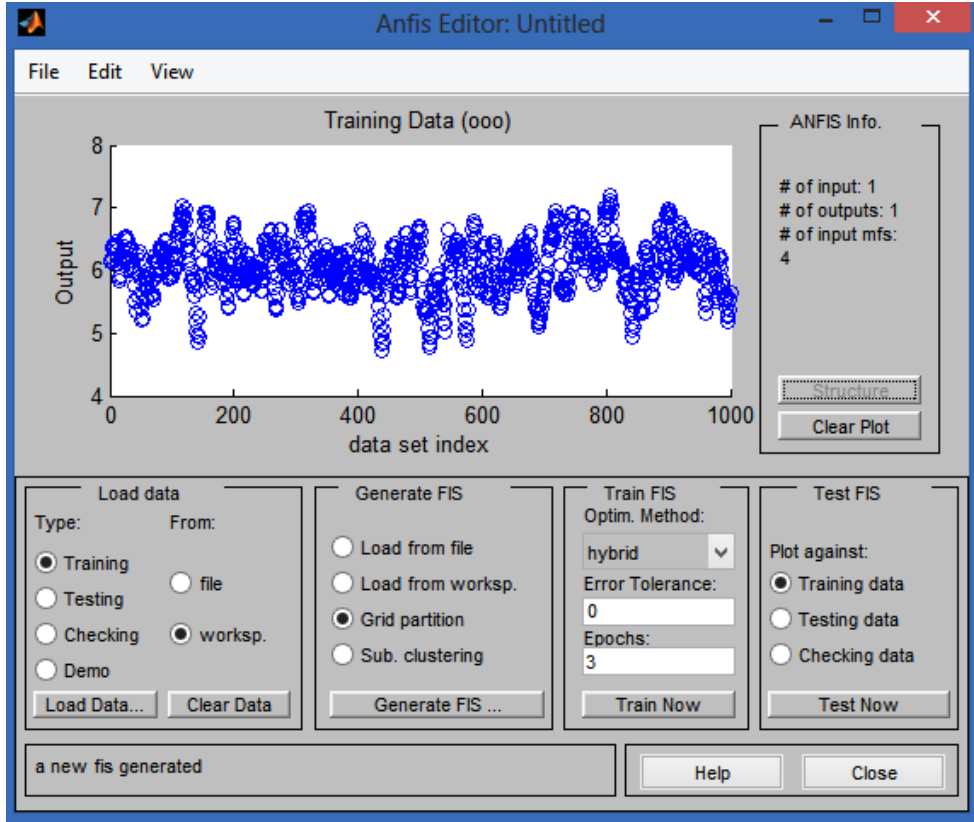 Anfis Editor: Untitled
File Edit View
Training Data (ooo)
8
7
6
5
4
Output
0 200 400 600 800 1000
data set index
ANFIS Info.
# of input: 1
# of outputs: 1
# of input mfs:
4
Structure
Clear Plot
Load data
Type: From:
Training
file
Testing
Checking
worksp.
Demo
Load Data... Clear Data
Generate FIS
Load from file
Load from worksp.
Grid partition
Sub. clustering
Generate FIS ...
Train FIS
Optim. Method:
hybrid
Error Tolerance:
0
Epochs:
3
Train Now
Test FIS
Plot against:
Training data
Testing data
Checking data
Test Now
a new fis generated
Help
Close